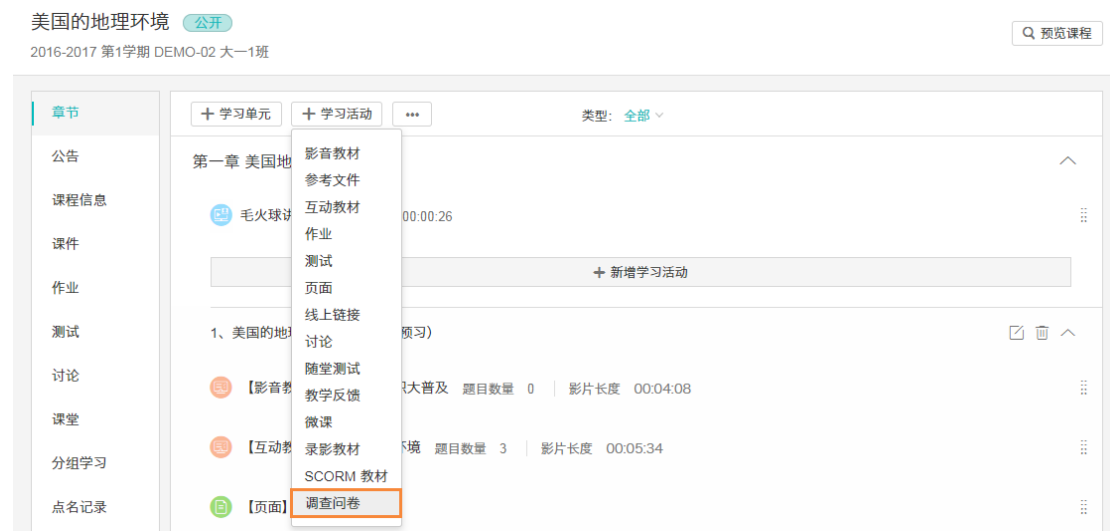 美国的地理环境 公开
2016-2017 第1学期 DEMO-02 大一1班
预览课程
章节
公告
课程信息
课件
作业
测试
讨论
课堂
分组学习
点名记录
学习单元 学习活动 ••• 类型: 全部
影音教材
参考文件
互动教材
作业
测试
页面
线上链接
讨论
随堂测试
教学反馈
微课
录影教材
SCORM 教材
调查问卷
第一章 美国地
毛火球讲 00:00:26
新增学习活动
1、美国的地理 预习）
【影音教 大普及 题目数量 0 影片长度 00:04:08
【互动教 境 题目数量 3 影片长度 00:05:34
【页面】